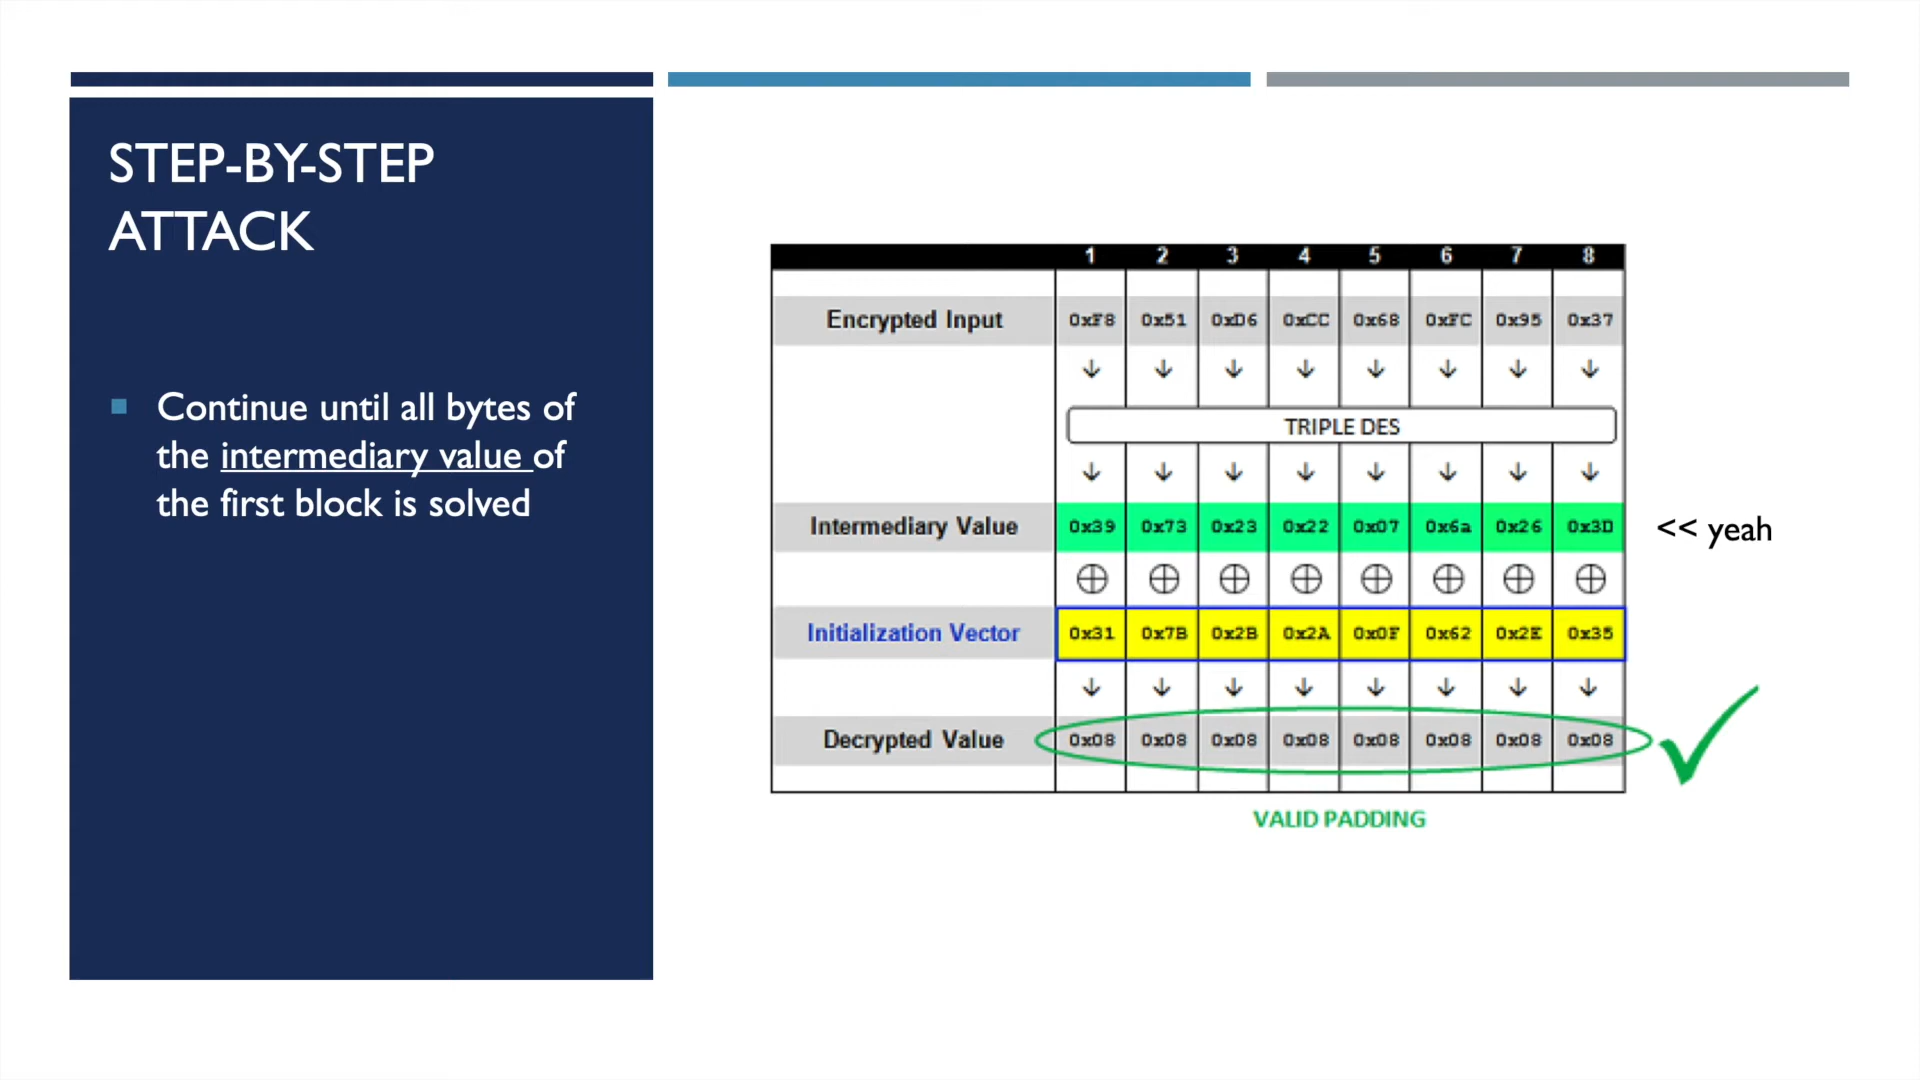 STEP-BY-STEP
ATTACK
Continue until all bytes of
the intermediary value of
the first block is solved
1 2 3 4 5 6 7 8
Encrypted Input 0xF8 0x51 0xD6 0xCC 0x68 0xFC 0x95 0x37
TRIPLE DES
Intermediary Value 0x39 0x73 0x23 0x22 0x07 0x6a 0x26 0x3D
<< yeah
Initialization Vector 0x31 0x7B 0x2B 0x2A 0x0F 0x62 0x2E 0x35
Decrypted Value 0x08 0x08 0x08 0x08 0x08 0x08 0x08 0x08
VALID PADDING